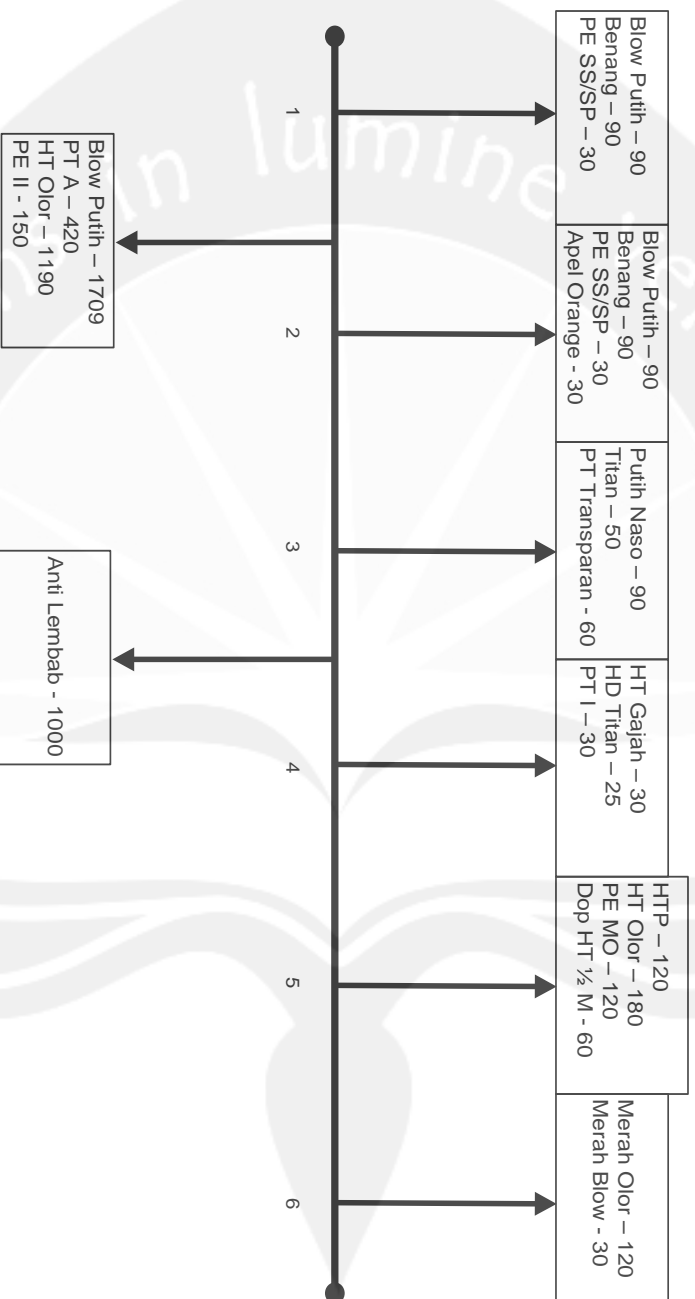 Blow Putih – 90
Benang – 90
PE SS/SP – 30
Blow Putih – 90
Benang – 90
PE SS/SP – 30
Apel Orange - 30
Putih Naso – 90
Titan – 50
PT Transparan - 60
HT Gajah – 30
HD Titan – 25
PT I – 30
HTP – 120
HT Olor – 180
PE MO – 120
Dop HT ½ M - 60
Merah Olor – 120
Merah Blow - 30
1
2
3
4
5
6
Blow Putih – 1709
PT A – 420
HT Olor – 1190
PE II - 150
Anti Lembab - 1000
in lumine ve